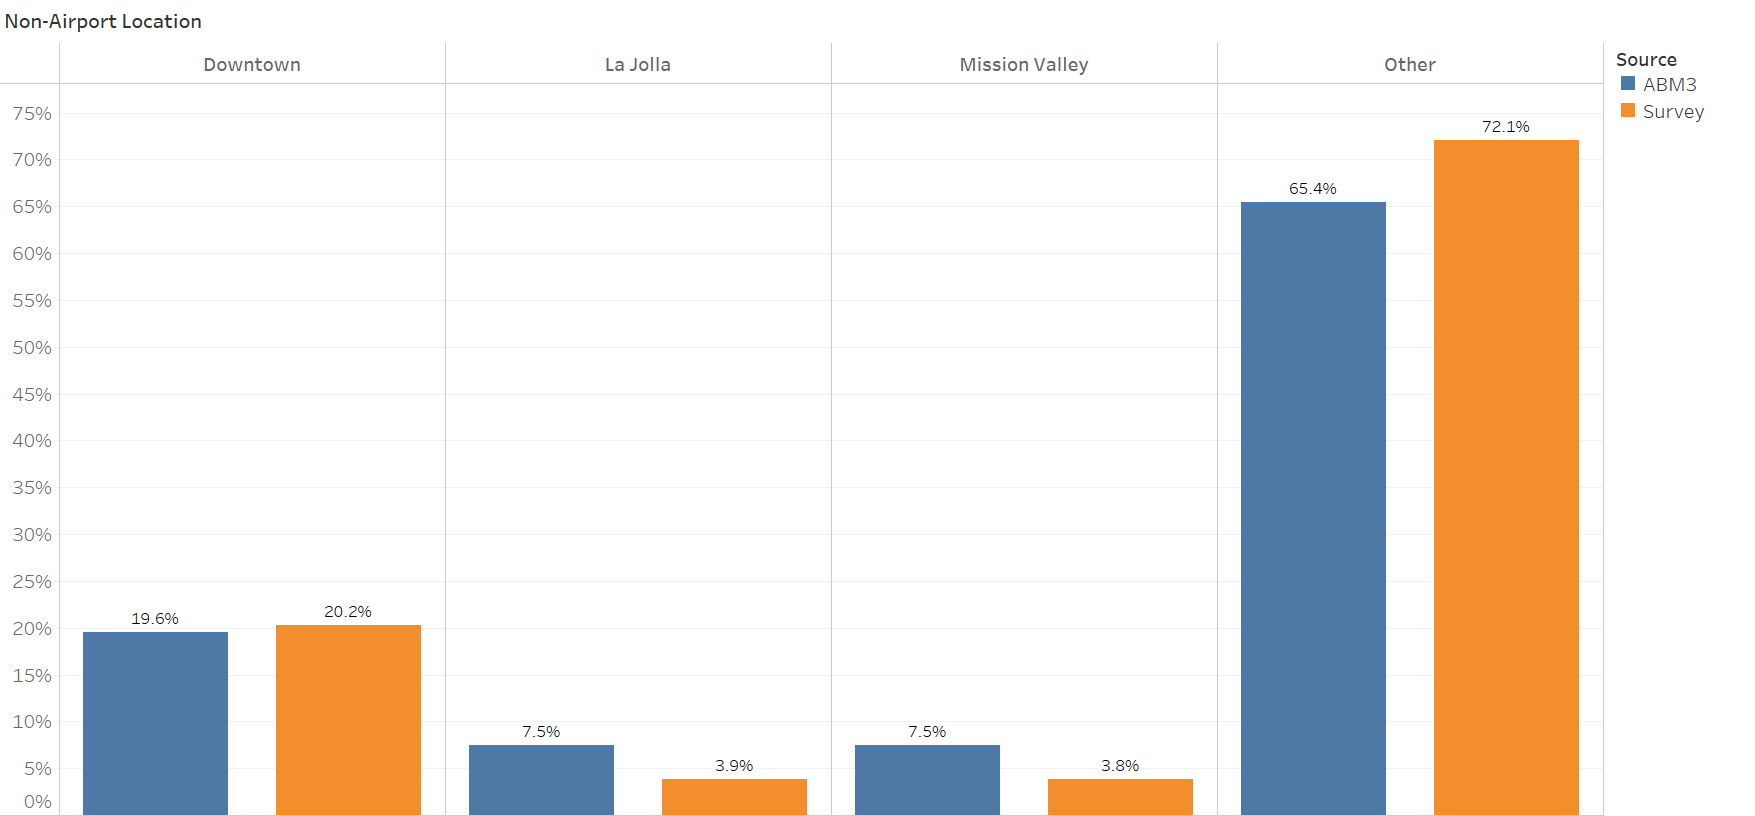 Non-Airport Location
Downtown La Jolla Mission Valley Other
Source
ABM3
Survey
75%
70%
65%
60%
55%
50%
45%
40%
35%
30%
25%
20%
15%
10%
5%
0%
19.6% 20.2% 7.5% 3.9% 7.5% 3.8% 65.4% 72.1%